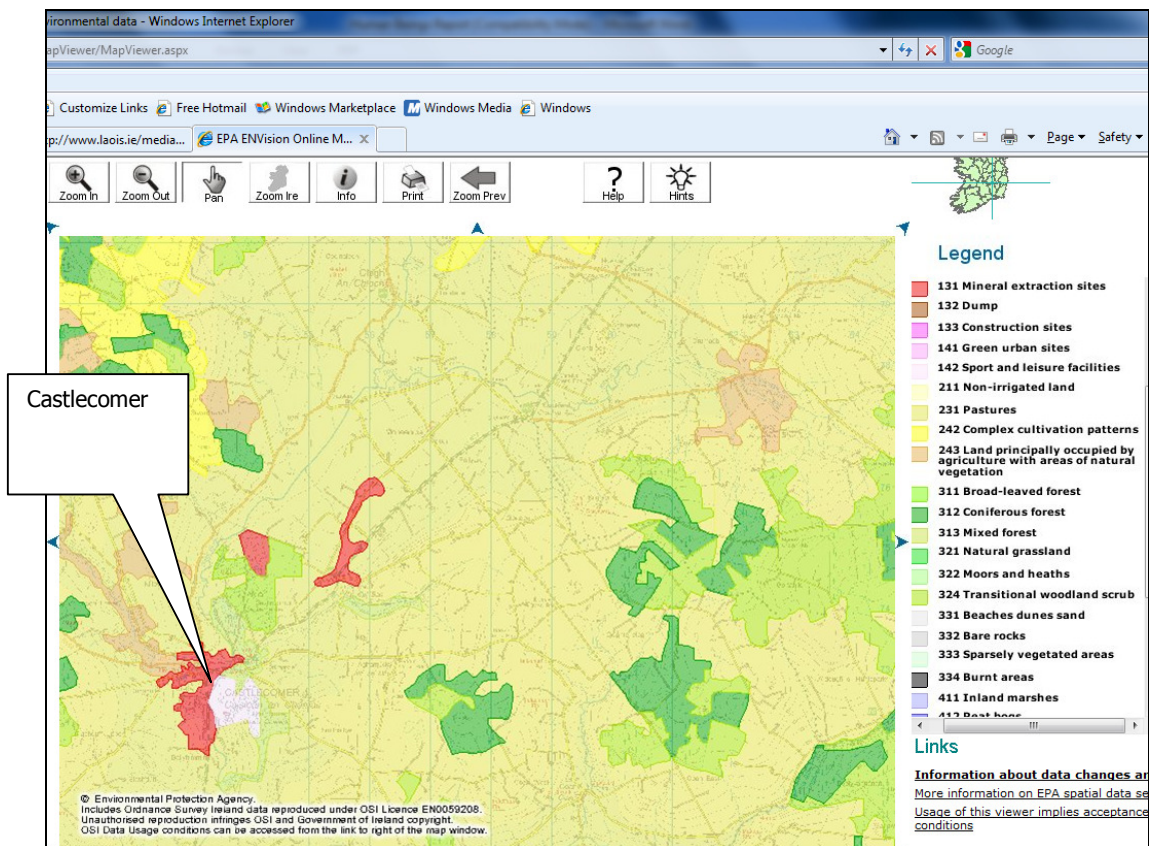 vironmental data - Windows Internet Explorer
apViewer/MapViewer.aspx
Google
Customize Links Free Hotmail Windows Marketplace Windows Media Windows
tp://www.laois.ie/media... EPA ENVision Online M... X
Page Safety
Zoom In Zoom Out Pan Zoom Ire Info Print Zoom Prev Help Hints
Legend
131 Mineral extraction sites
132 Dump
133 Construction sites
141 Green urban sites
142 Sport and leisure facilities
211 Non-irrigated land
231 Pastures
242 Complex cultivation patterns
243 Land principally occupied by
agriculture with areas of natural
vegetation
311 Broad-leaved forest
312 Coniferous forest
313 Mixed forest
321 Natural grassland
322 Moors and heaths
324 Transitional woodland scrub
331 Beaches dunes sand
332 Bare rocks
333 Sparsely vegetated areas
334 Burnt areas
411 Inland marshes
412 Peat bogs
Castlecomer
CASTLECOMER
© Environmental Protection Agency.
Includes Ordnance Survey Ireland data reproduced under OSI Licence EN0059208.
Unauthorised reproduction infringes OSI and Government of Ireland copyright.
OSI Data Usage conditions can be accessed from the link to right of the map window.
Links
Information about data changes an
More information on EPA spatial data se
Usage of this viewer implies acceptance
conditions